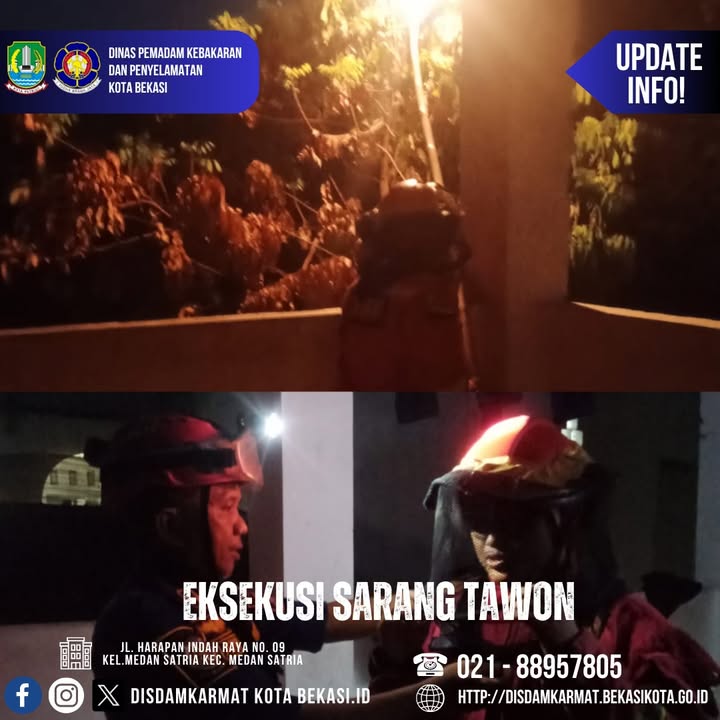 DINAS PEMADAM KEBAKARAN
DAN PENYELAMATAN
KOTA BEKASI
UPDATE
INFO!
EKSEKUSI SARANG TAWON
JL. HARAPAN INDAH RAYA NO. 09
KEL.MEDAN SATRIA KEC. MEDAN SATRIA
021 - 88957805
DISDAMKARMAT KOTA BEKASI.ID
HTTP://DISDAMKARMAT.BEKASIKOTA.GO.ID